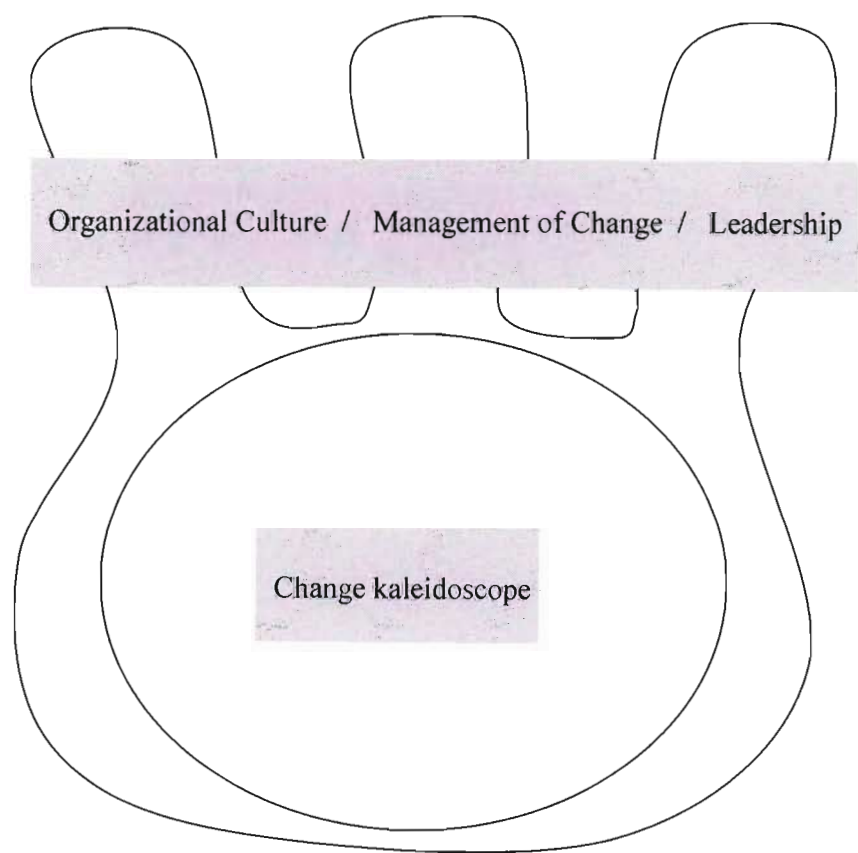 Organizational Culture / Management of Change / Leadership
Change kaleidoscope